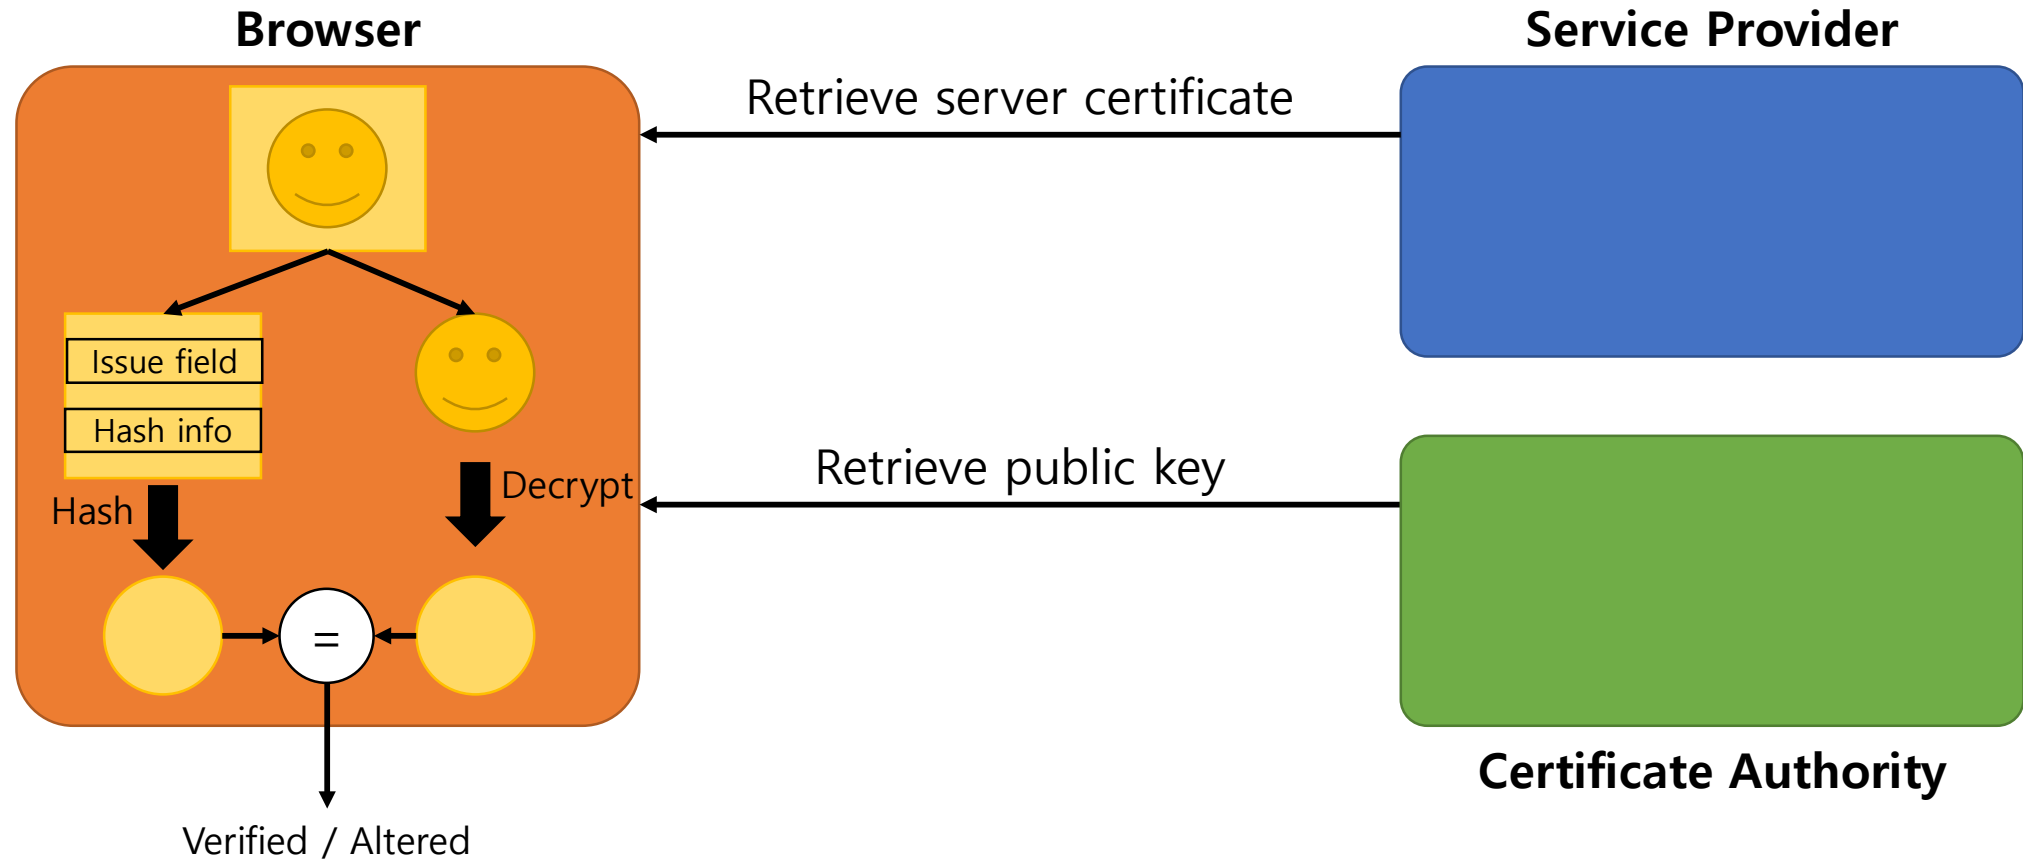 Browser
Service Provider
Retrieve server certificate
Issue field
Hash info
Retrieve public key
Decrypt
Hash
=
Certificate Authority
Verified / Altered